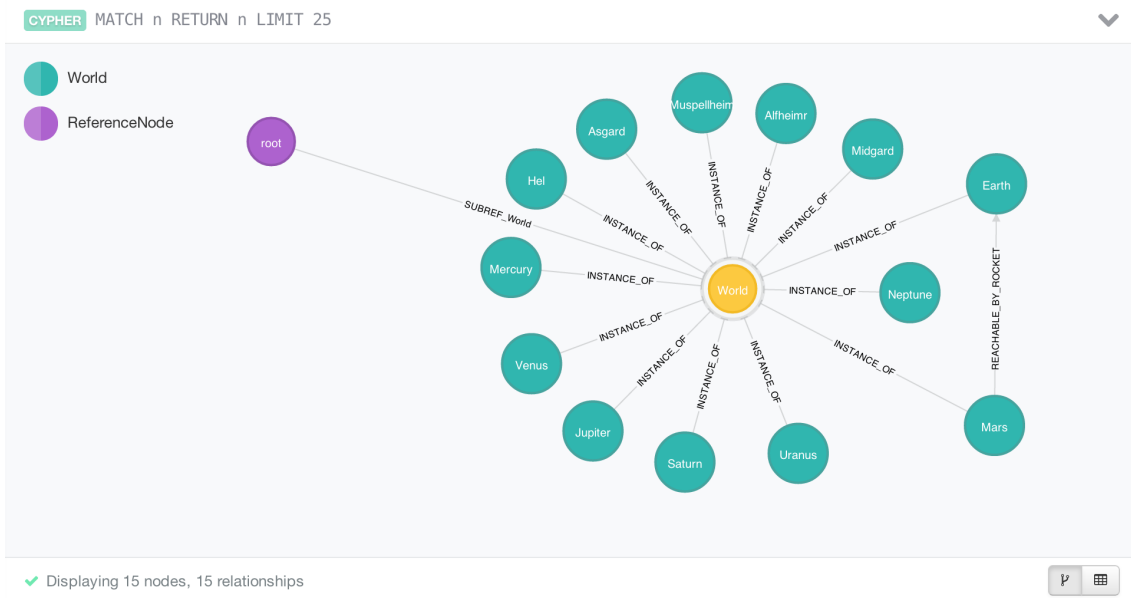 CYPHER MATCH n RETURN n LIMIT 25
World
ReferenceNode
root
Asgard
Muspellheim
Alfheimr
Midgard
Earth
Hel
Mercury
World
Neptune
Venus
Jupiter
Saturn
Uranus
Mars
SUBREF_World
INSTANCE_OF
INSTANCE_OF
INSTANCE_OF
INSTANCE_OF
INSTANCE_OF
INSTANCE_OF
INSTANCE_OF
INSTANCE_OF
INSTANCE_OF
INSTANCE_OF
INSTANCE_OF
INSTANCE_OF
INSTANCE_OF
REACHABLE_BY_ROCKET
Displaying 15 nodes, 15 relationships